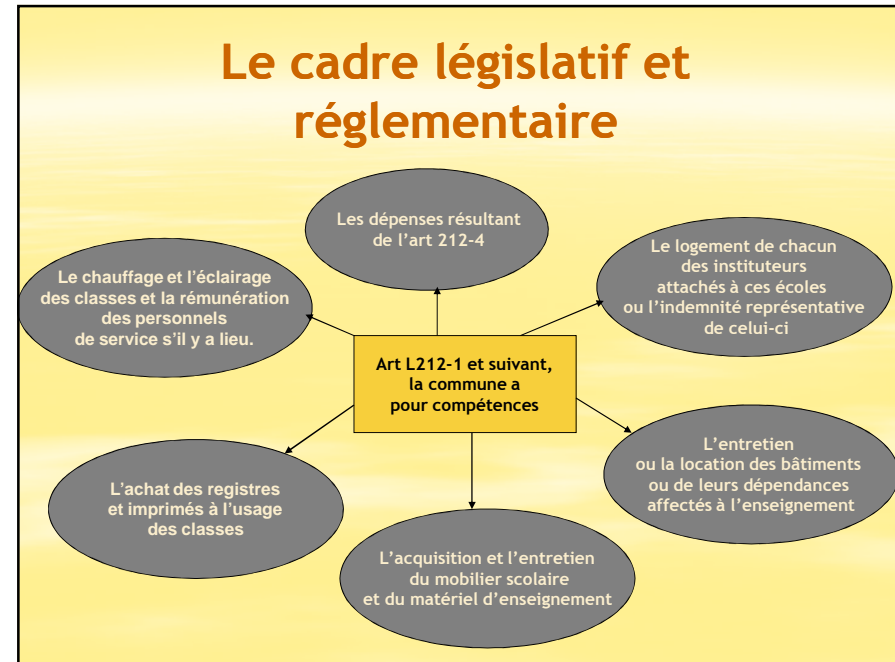 Le cadre législatif et
réglementaire
Les dépenses résultant
de l’art 212-4
Le logement de chacun
des instituteurs
attachés à ces écoles
ou l’indemnité représentative
de celui-ci
Le chauffage et l’éclairage
des classes et la rémunération
des personnels
de service s’il y a lieu.
Art L212-1 et suivant,
la commune a
pour compétences
L’entretien
ou la location des bâtiments
ou de leurs dépendances
affectés à l’enseignement
L’achat des registres
et imprimés à l’usage
des classes
L’acquisition et l’entretien
du mobilier scolaire
et du matériel d’enseignement